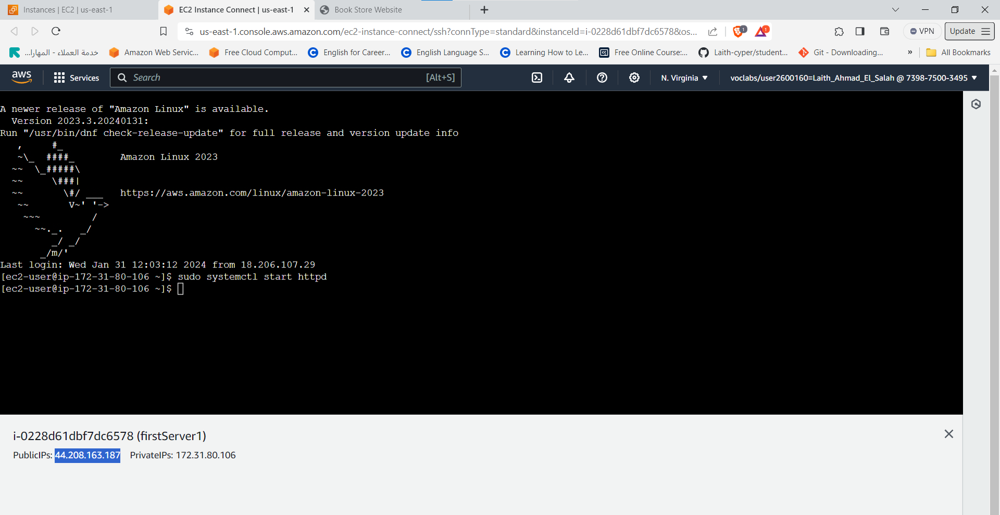 Instances | EC2 | us-east-1
EC2 Instance Connect | us-east-1
Book Store Website
us-east-1.console.aws.amazon.com/ec2-instance-connect/ssh?connType=standard&instanceId=i-0228d61dbf7dc6578&os...
1
1
VPN
Update
خدمة العملاء - المهارا...
Amazon Web Servic...
Free Cloud Comput...
English for Career...
English Language S...
Learning How to Le...
Free Online Course:...
Laith-cyper/student...
Git - Downloading...
»
All Bookmarks
aws
Services
Search
[Alt+S]
N. Virginia
voclabs/user2600160=Laith_Ahmad_El_Salah @ 7398-7500-3495
A newer release of "Amazon Linux" is available.
  Version 2023.3.20240131:
Run "/usr/bin/dnf check-release-update" for full release and version update info
   ,     #_
   ~\_  ####_        Amazon Linux 2023
  ~~  \_#####\
  ~~     \###|
  ~~       \#/ ___   https://aws.amazon.com/linux/amazon-linux-2023
   ~~       V~' '->
    ~~~         /
      ~~._.   _/
         _/ _/
       _/m/'
Last login: Wed Jan 31 12:03:12 2024 from 18.206.107.29
[ec2-user@ip-172-31-80-106 ~]$ sudo systemctl start httpd
[ec2-user@ip-172-31-80-106 ~]$
i-0228d61dbf7dc6578 (firstServer1)
PublicIPs: 44.208.163.187 PrivateIPs: 172.31.80.106